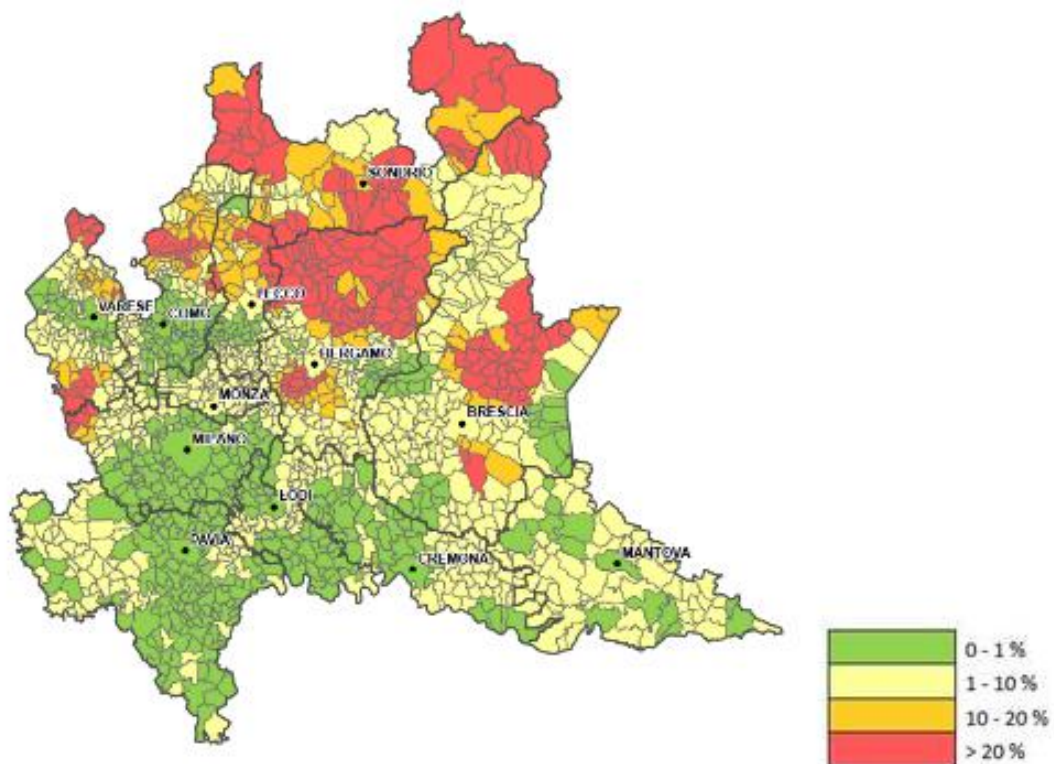 SONDRIO
LECCO
VARESE
COMO
BERGAMO
MONZA
BRESCIA
MILANO
LODI
PAVIA
CREMONA
MANTOVA
0 - 1 %
1 - 10 %
10 - 20 %
> 20 %